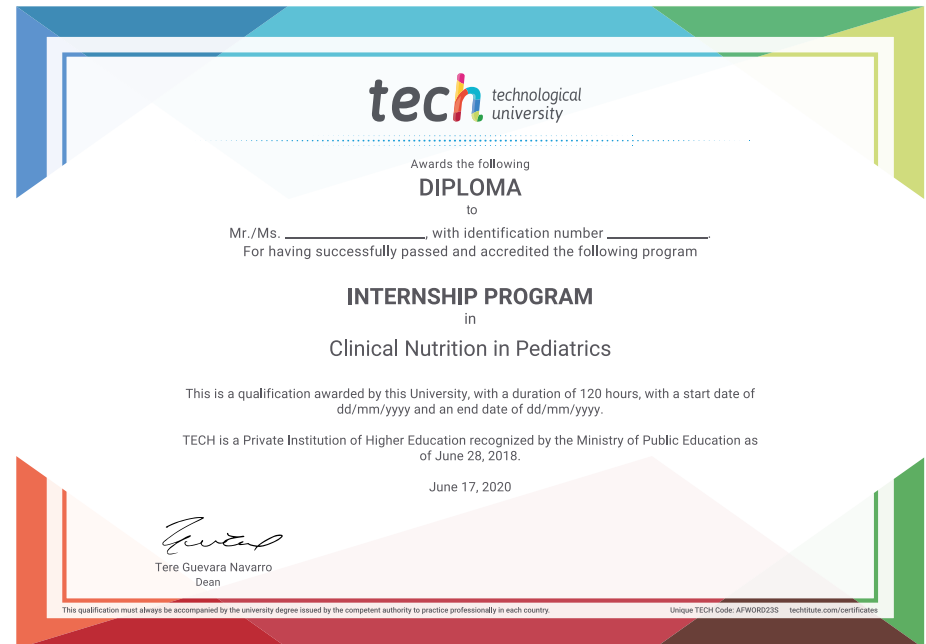 tech technological
university
Awards the following
DIPLOMA
to
Mr./Ms. ____________________, with identification number ______________.
For having successfully passed and accredited the following program
INTERNSHIP PROGRAM
in
Clinical Nutrition in Pediatrics
This is a qualification awarded by this University, with a duration of 120 hours, with a start date of
dd/mm/yyyy and an end date of dd/mm/yyyy.
TECH is a Private Institution of Higher Education recognized by the Ministry of Public Education as
of June 28, 2018.
June 17, 2020
Tere Guevara Navarro
Dean
This qualification must always be accompanied by the university degree issued by the competent authority to practice professionally in each country.
Unique TECH Code: AFWORD23S techtitute.com/certificates